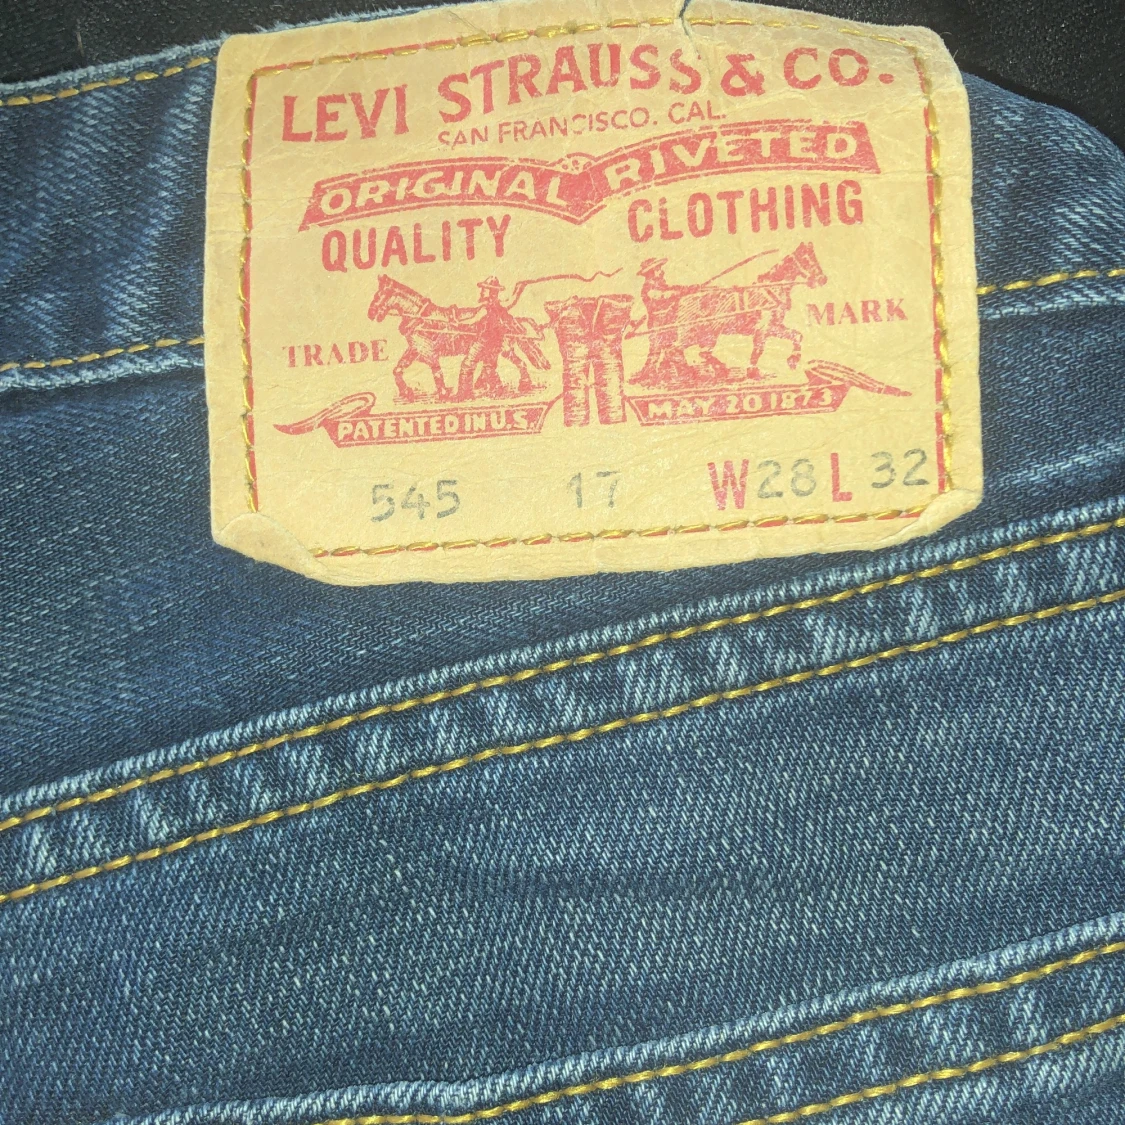 LEVI STRAUSS & CO.
SAN FRANCISCO. CAL.
ORIGINAL RIVETED
QUALITY CLOTHING
TRADE MARK
PATENTED IN U.S. MAY 20 1873
545 17 W28 L 32